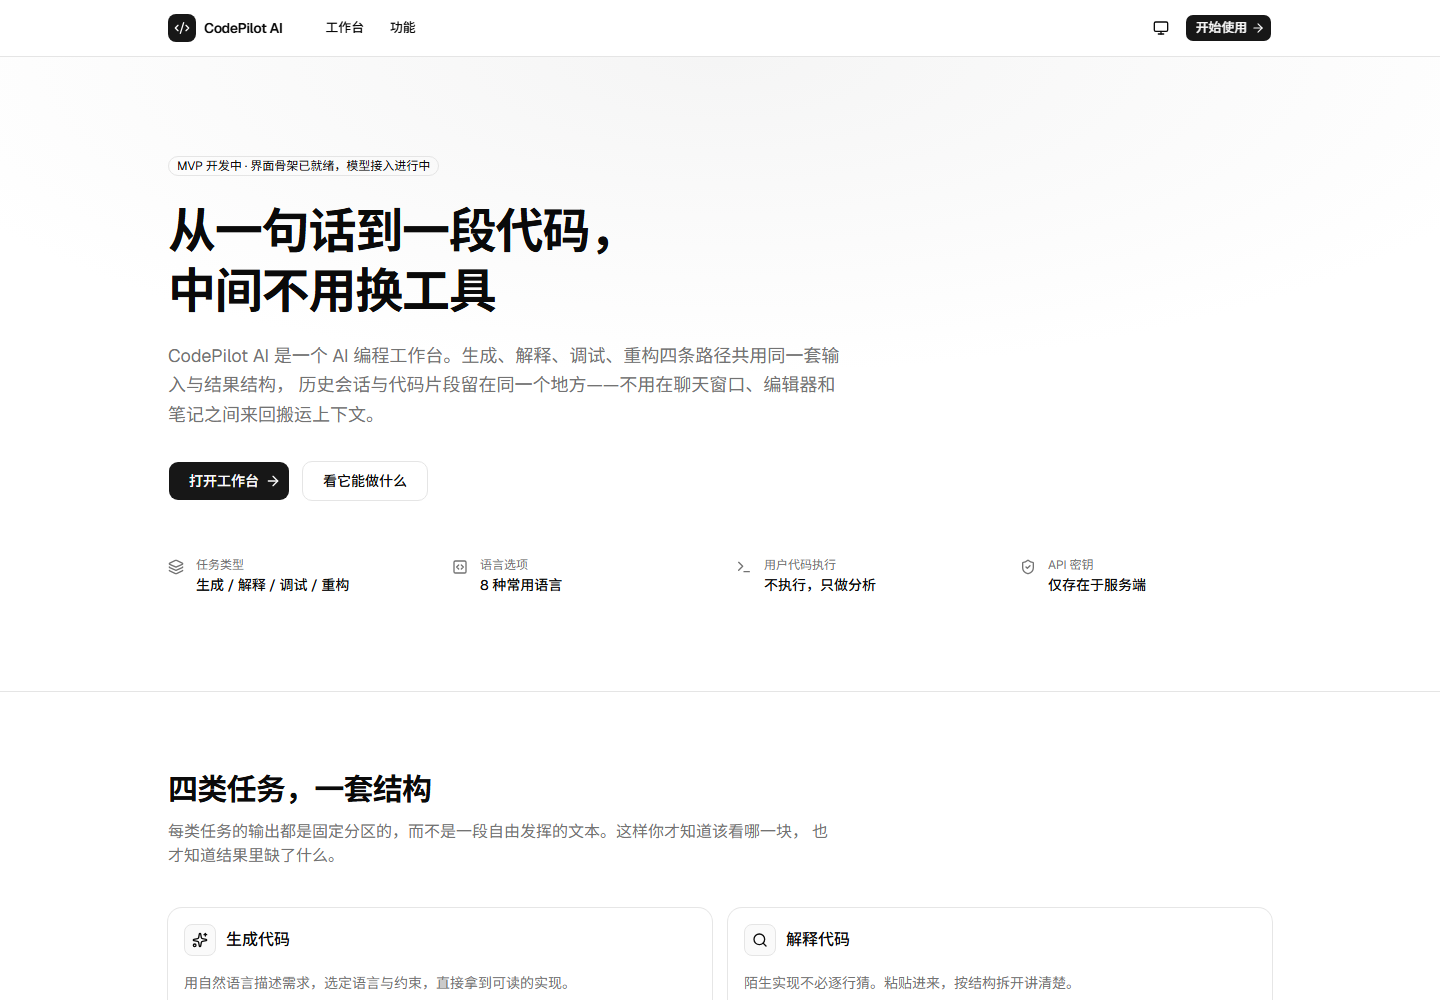 CodePilot AI
工作台
功能
开始使用
MVP 开发中 · 界面骨架已就绪，模型接入进行中
从一句话到一段代码，
中间不用换工具
CodePilot AI 是一个 AI 编程工作台。生成、解释、调试、重构四条路径共用同一套输
入与结果结构， 历史会话与代码片段留在同一个地方——不用在聊天窗口、编辑器和
笔记之间来回搬运上下文。
打开工作台
看它能做什么
任务类型
生成 / 解释 / 调试 / 重构
语言选项
8 种常用语言
用户代码执行
不执行，只做分析
API 密钥
仅存在于服务端
四类任务，一套结构
每类任务的输出都是固定分区的，而不是一段自由发挥的文本。这样你才知道该看哪一块， 也
才知道结果里缺了什么。
生成代码
用自然语言描述需求，选定语言与约束，直接拿到可读的实现。
解释代码
陌生实现不必逐行猜。粘贴进来，按结构拆开讲清楚。